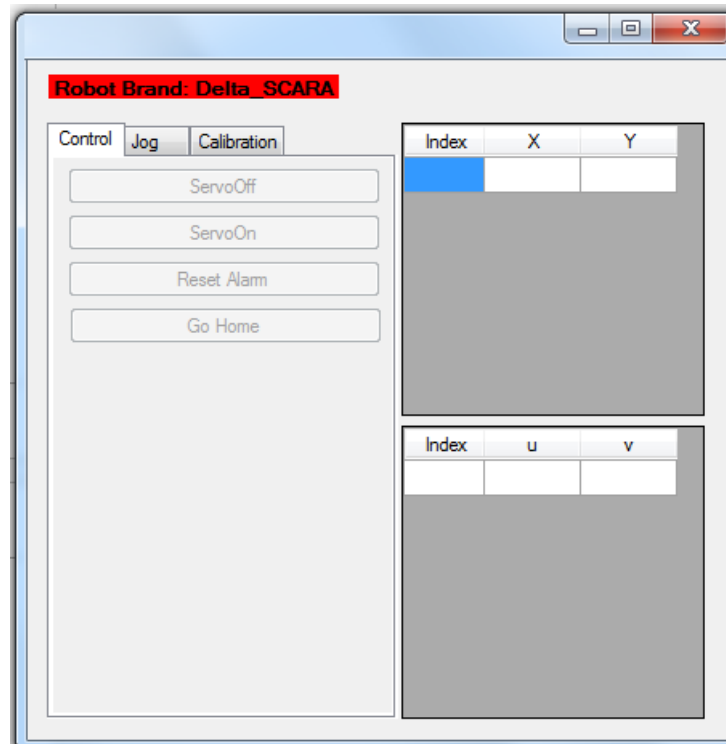 Robot Brand: Delta_SCARA
Control Jog Calibration
ServoOff
ServoOn
Reset Alarm
Go Home
Index X Y
Index u v